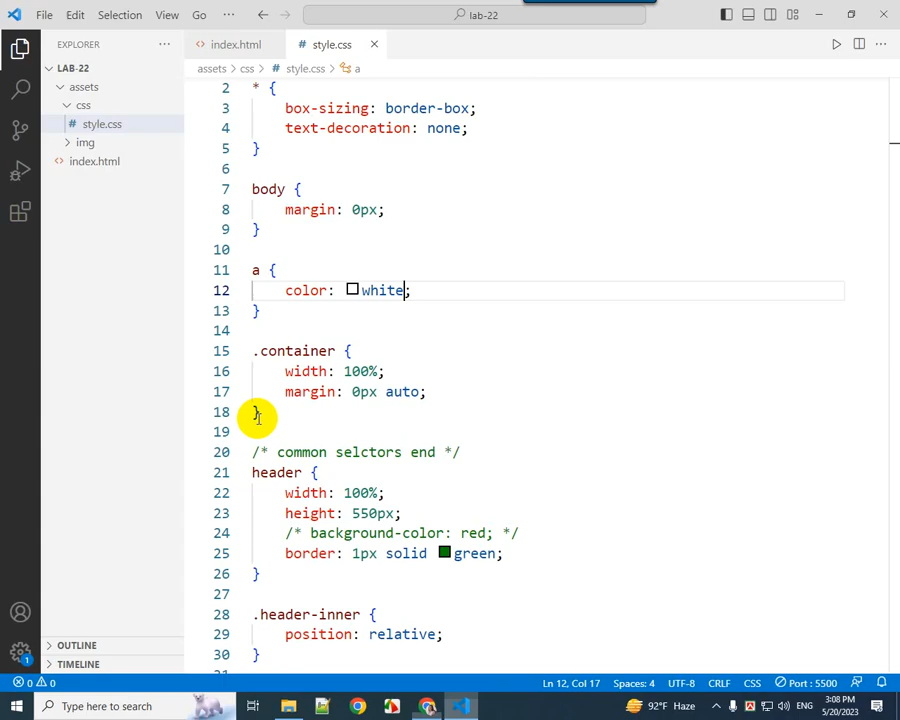 File Edit Selection View Go ··· lab-22
EXPLORER ··· index.html # style.css
assets > css > # style.css > a
LAB-22
assets
css
# style.css
img
<> index.html
2 * {
3 box-sizing: border-box;
4 text-decoration: none;
5 }
6
7 body {
8 margin: 0px;
9 }
10
11 a {
12 color: white;
13 }
14
15 .container {
16 width: 100%;
17 margin: 0px auto;
18 }
19
20 /* common selctors end */
21 header {
22 width: 100%;
23 height: 550px;
24 /* background-color: red; */
25 border: 1px solid green;
26 }
27
28 .header-inner {
29 position: relative;
30 }
OUTLINE
TIMELINE
1
0 0 Ln 12, Col 17 Spaces: 4 UTF-8 CRLF CSS Port : 5500
Type here to search 92°F Haze ENG 3:08 PM
5/20/2023